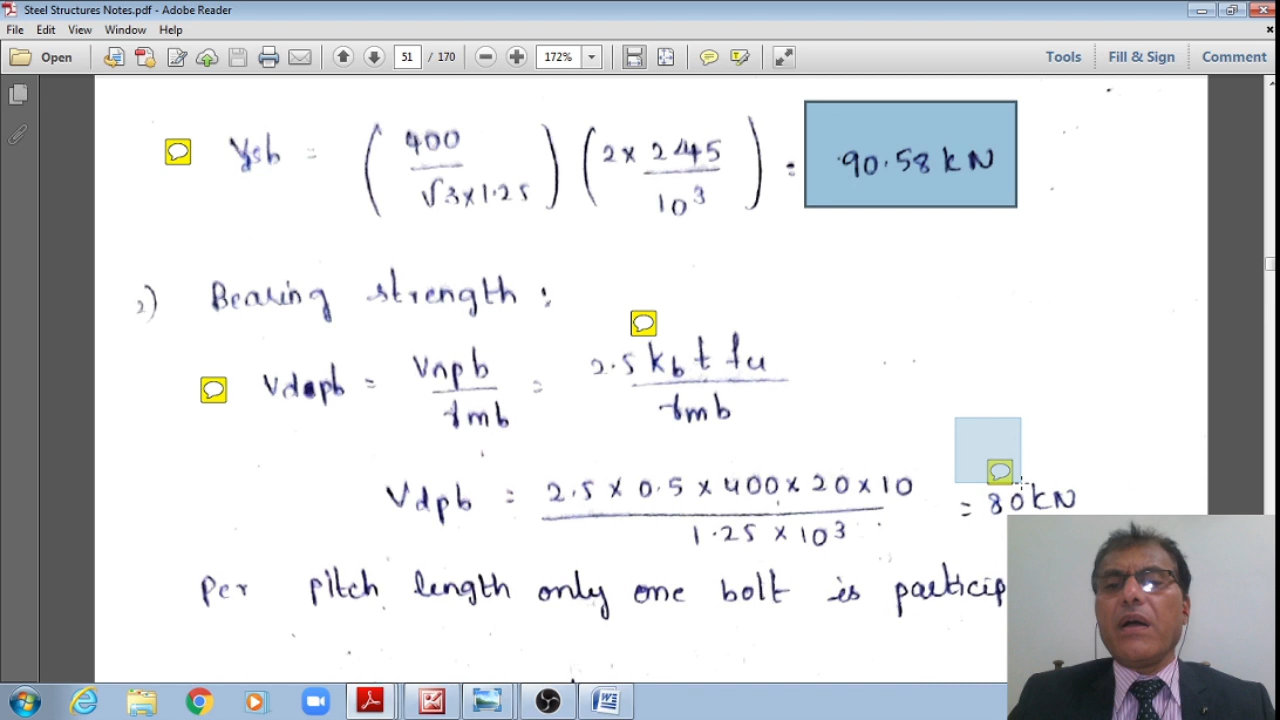 Steel Structures Notes.pdf - Adobe Reader
File Edit View Window Help
Open 51 / 170 172% Tools Fill & Sign Comment
Vsb = (400 / √3 x 1.25) (2 x 245 / 10³) = 90.58 kN
2) Bearing strength :
Vdpb = Vnpb / γmb = 2.5 kb t fu / γmb
Vdpb = 2.5 x 0.5 x 400 x 20 x 10 / 1.25 x 10³ = 80 kN
Per pitch length only one bolt is particip